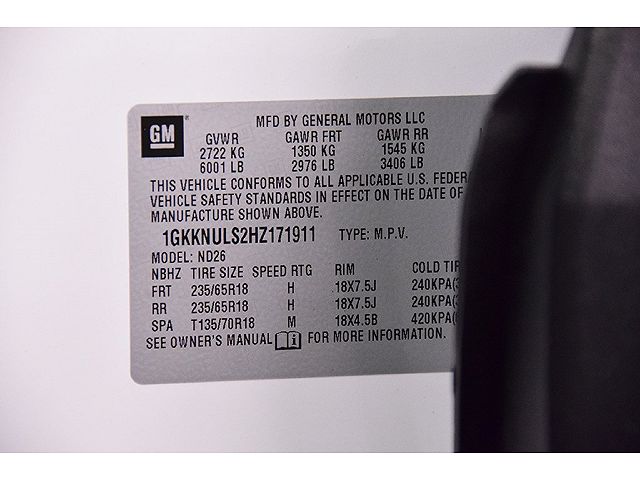 MFD BY GENERAL MOTORS LLC
GM
GVWR GAWR FRT GAWR RR
2722 KG 1350 KG 1545 KG
6001 LB 2976 LB 3406 LB
THIS VEHICLE CONFORMS TO ALL APPLICABLE U.S. FEDER
VEHICLE SAFETY STANDARDS IN EFFECT ON THE DATE OF
MANUFACTURE SHOWN ABOVE.
1GKKNULS2HZ171911 TYPE: M.P.V.
MODEL: ND26
NBHZ TIRE SIZE SPEED RTG RIM COLD TIR
FRT 235/65R18 H 18X7.5J 240KPA(
RR 235/65R18 H 18X7.5J 240KPA(
SPA T135/70R18 M 18X4.5B 420KPA(
SEE OWNER'S MANUAL FOR MORE INFORMATION.